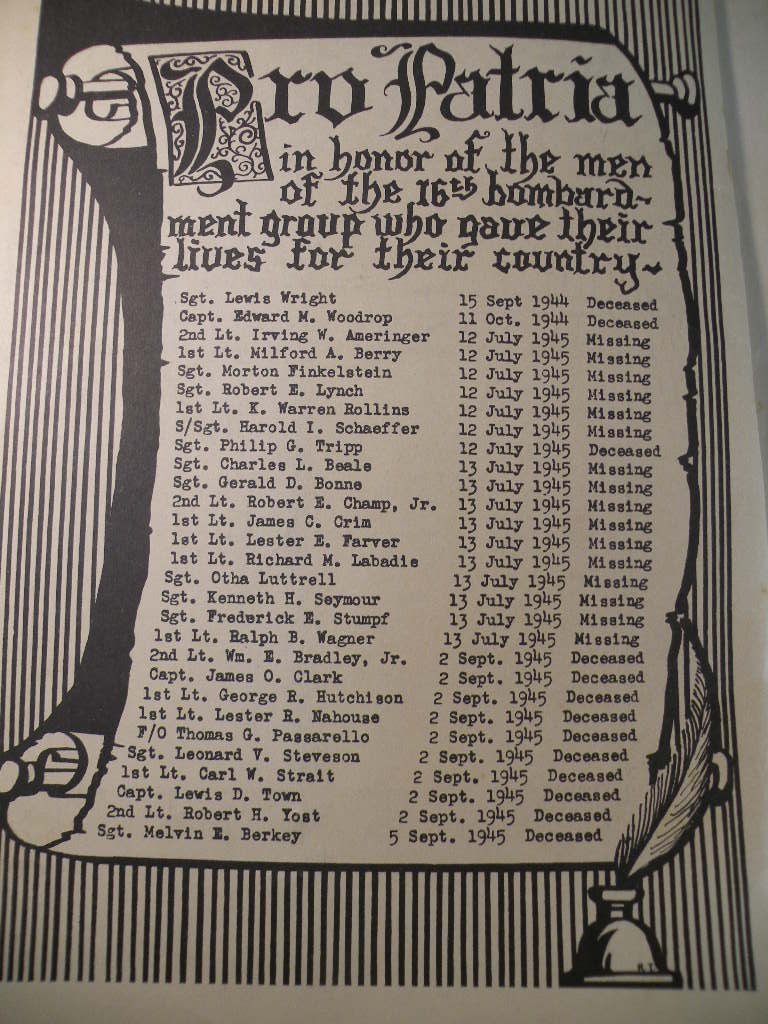 Pro Patria
in honor of the men
of the 16th bombard-
ment group who gave their
lives for their country~
Sgt. Lewis Wright 15 Sept 1944 Deceased
Capt. Edward M. Woodrop 11 Oct. 1944 Deceased
2nd Lt. Irving W. Ameringer 12 July 1945 Missing
1st Lt. Milford A. Berry 12 July 1945 Missing
Sgt. Morton Finkelstein 12 July 1945 Missing
Sgt. Robert E. Lynch 12 July 1945 Missing
1st Lt. K. Warren Rollins 12 July 1945 Missing
S/Sgt. Harold I. Schaeffer 12 July 1945 Missing
Sgt. Philip G. Tripp 12 July 1945 Deceased
Sgt. Charles L. Beale 13 July 1945 Missing
Sgt. Gerald D. Bonne 13 July 1945 Missing
2nd Lt. Robert E. Champ, Jr. 13 July 1945 Missing
1st Lt. James C. Crim 13 July 1945 Missing
1st Lt. Lester E. Farver 13 July 1945 Missing
1st Lt. Richard M. Labadie 13 July 1945 Missing
Sgt. Otha Luttrell 13 July 1945 Missing
Sgt. Kenneth H. Seymour 13 July 1945 Missing
Sgt. Frederick E. Stumpf 13 July 1945 Missing
1st Lt. Ralph B. Wagner 13 July 1945 Missing
2nd Lt. Wm. E. Bradley, Jr. 2 Sept. 1945 Deceased
Capt. James O. Clark 2 Sept. 1945 Deceased
1st Lt. George R. Hutchison 2 Sept. 1945 Deceased
1st Lt. Lester R. Nahouse 2 Sept. 1945 Deceased
F/O Thomas G. Passarello 2 Sept. 1945 Deceased
Sgt. Leonard V. Steveson 2 Sept. 1945 Deceased
1st Lt. Carl W. Strait 2 Sept. 1945 Deceased
Capt. Lewis D. Town 2 Sept. 1945 Deceased
2nd Lt. Robert H. Yost 2 Sept. 1945 Deceased
Sgt. Melvin E. Berkey 5 Sept. 1945 Deceased